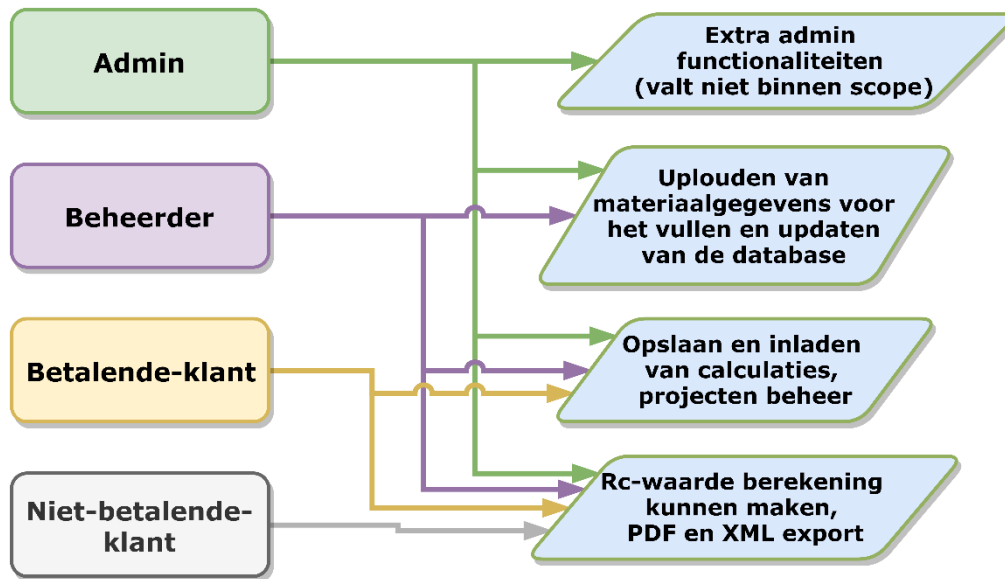 Admin
Extra admin
functionaliteiten
(valt niet binnen scope)
Beheerder
Uplouden van
materiaalgegevens voor
het vullen en updaten
van de database
Betalende-klant
Opslaan en inladen
van calculaties,
projecten beheer
Niet-betalende-
klant
Rc-waarde berekening
kunnen maken,
PDF en XML export